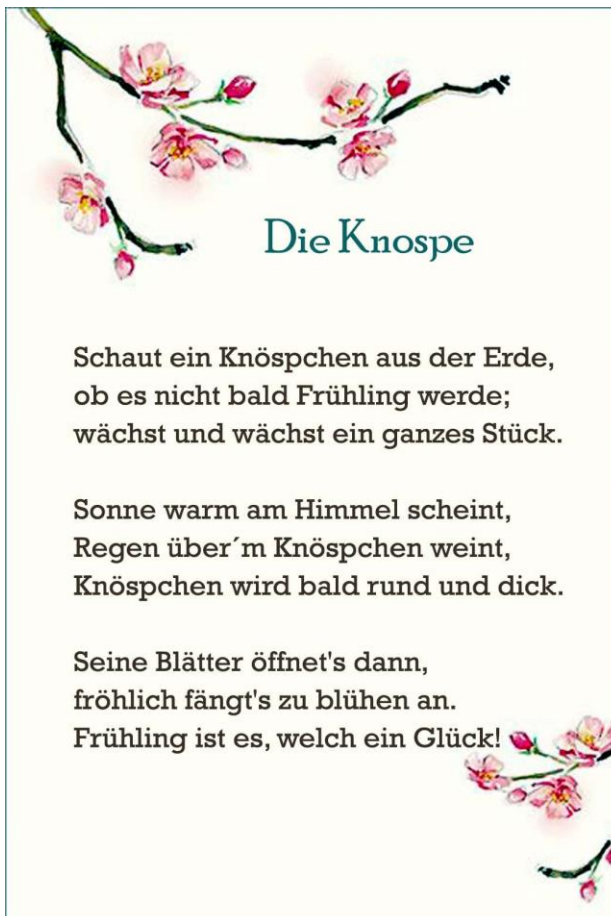 Die Knospe
Schaut ein Knöspchen aus der Erde,
ob es nicht bald Frühling werde;
wächst und wächst ein ganzes Stück.
Sonne warm am Himmel scheint,
Regen über´m Knöspchen weint,
Knöspchen wird bald rund und dick.
Seine Blätter öffnet's dann,
fröhlich fängt's zu blühen an.
Frühling ist es, welch ein Glück!